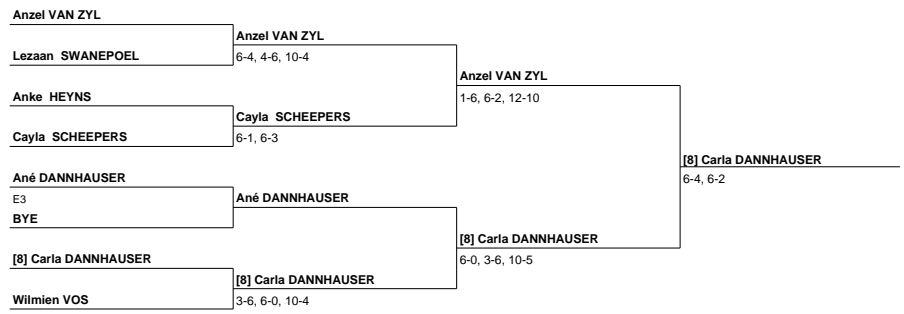 Anzel VAN ZYL
Anzel VAN ZYL
Lezaan SWANEPOEL
6-4, 4-6, 10-4
Anzel VAN ZYL
Anke HEYNS
1-6, 6-2, 12-10
Cayla SCHEEPERS
Cayla SCHEEPERS
6-1, 6-3
[8] Carla DANNHAUSER
Ané DANNHAUSER
6-4, 6-2
E3
Ané DANNHAUSER
BYE
[8] Carla DANNHAUSER
[8] Carla DANNHAUSER
6-0, 3-6, 10-5
[8] Carla DANNHAUSER
Wilmien VOS
3-6, 6-0, 10-4